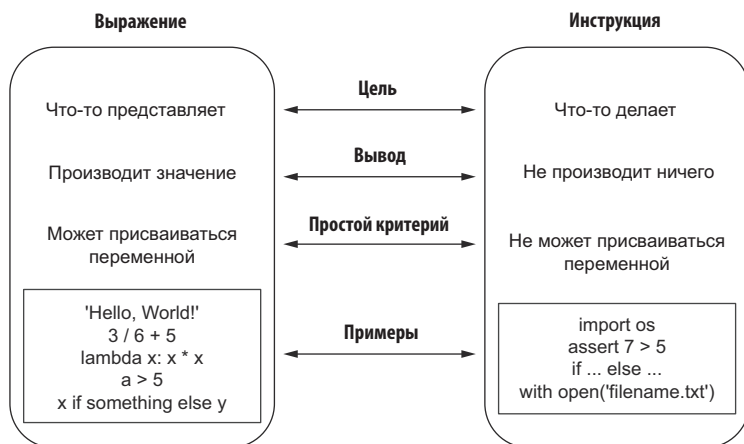 Выражение
Инструкция
Что-то представляет
Цель
Что-то делает
Производит значение
Вывод
Не производит ничего
Может присваиваться
переменной
Простой критерий
Не может присваиваться
переменной
'Hello, World!'
3 / 6 + 5
lambda x: x * x
a > 5
x if something else y
Примеры
import os
assert 7 > 5
if ... else ...
with open('filename.txt')